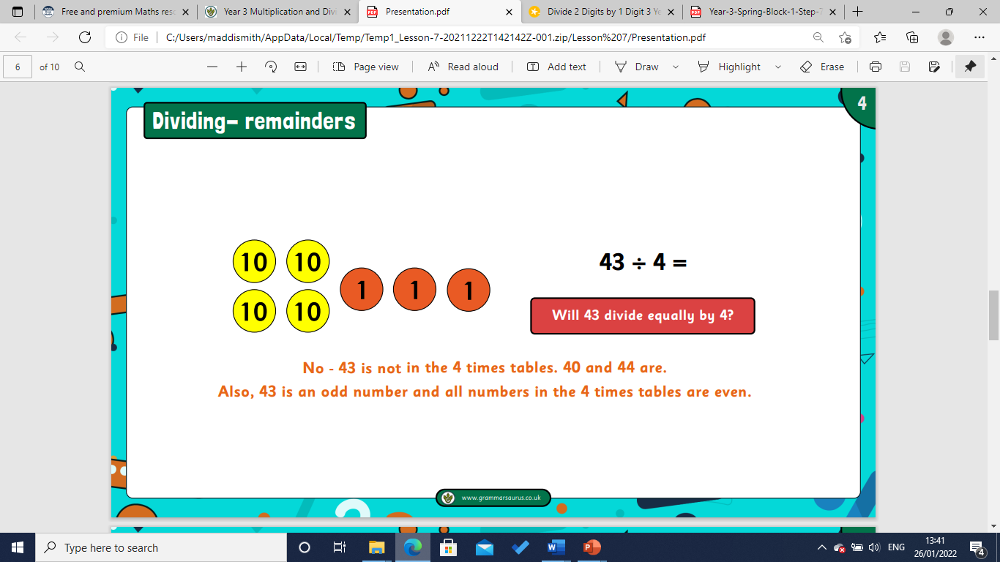 Free and premium Maths res
Year 3 Multiplication and Divi
Presentation.pdf
Divide 2 Digits by 1 Digit 3 Ye
Year-3-Spring-Block-1-Step-7
File
C:/Users/maddismith/AppData/Local/Temp/Temp1_Lesson-7-20211222T142142Z-001.zip/Lesson%207/Presentation.pdf
6 of 10
Page view
Read aloud
Add text
Draw
Highlight
Erase
4
Dividing– remainders
10 10
10 10
1 1 1
43 ÷ 4 =
Will 43 divide equally by 4?
No - 43 is not in the 4 times tables. 40 and 44 are.
Also, 43 is an odd number and all numbers in the 4 times tables are even.
www.grammarsaurus.co.uk
Type here to search
ENG
13:41
26/01/2022
4